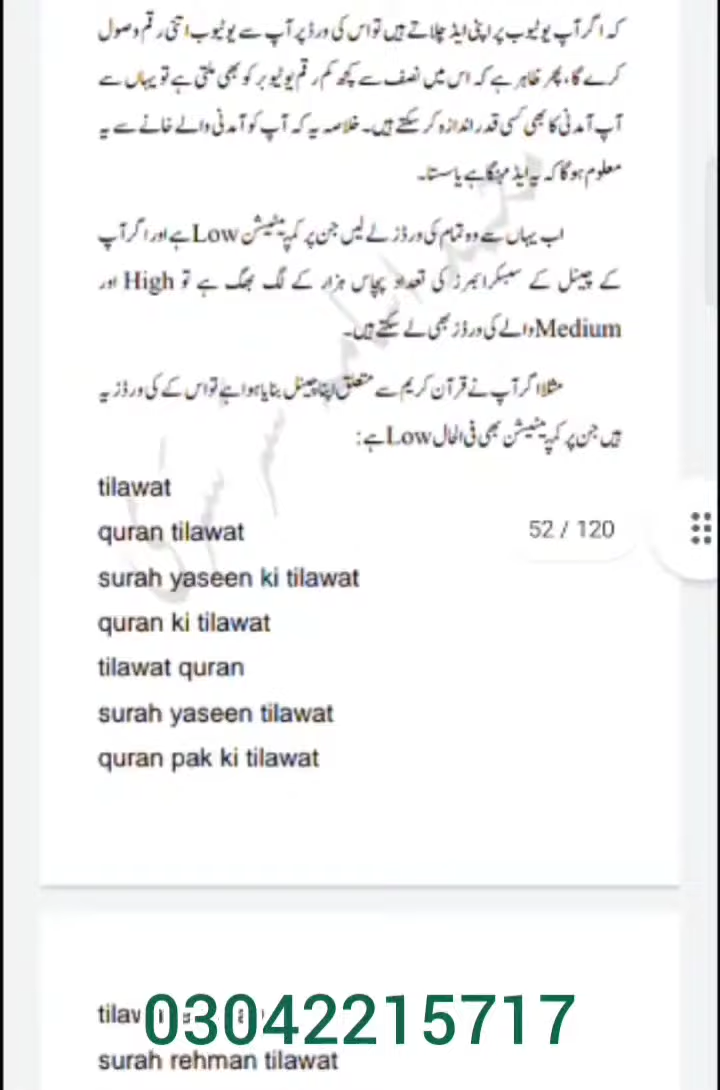 کہ اگر آپ یوٹیوب پر اپنی ایڈ چلاتے ہیں تو اس کی ورڈ پر آپ سے یوٹیوب اتنی رقم وصول
کرے گا، پھر ظاہر ہے کہ اس میں نصف سے کچھ کم رقم یوٹیوبر کو بھی ملتی ہے تو یہاں سے
آپ آمدنی کا بھی کسی قدر اندازہ کر سکتے ہیں۔ خلاصہ یہ کہ آپ کو آمدنی والے خانے سے یہ
معلوم ہوگا کہ یہ ایڈ مہنگا ہے یا سستا۔
اب یہاں سے وہ تمام کی ورڈز لے لیں جن پر کمپیٹیشن Low ہے اور اگر آپ
کے چینل کے سبسکرائبرز کی تعداد پچاس ہزار کے لگ بھگ ہے تو High اور
Medium والے کی ورڈز بھی لے سکتے ہیں۔
مثلا اگر آپ نے قرآن کریم سے متعلق اپنا چینل بنایا ہوا ہے تو اس کے کی ورڈز یہ
ہیں جن پر کمپیٹیشن بھی فی الحال Low ہے:
tilawat
quran tilawat
52 / 120
surah yaseen ki tilawat
quran ki tilawat
tilawat quran
surah yaseen tilawat
quran pak ki tilawat
03042215717
surah rehman tilawat